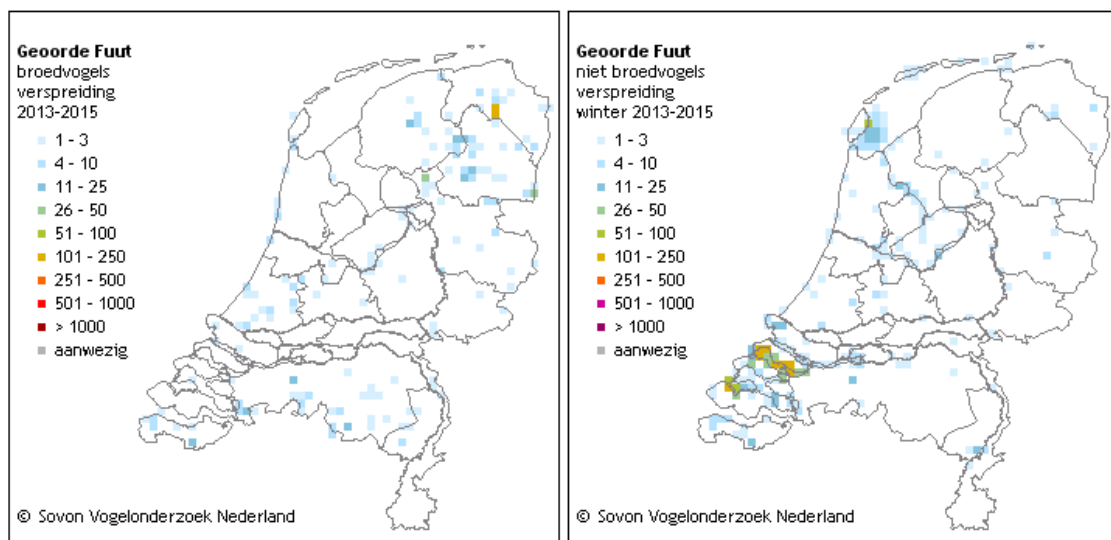 Geoorde Fuut
broedvogels
verspreiding
2013-2015
1 - 3
4 - 10
11 - 25
26 - 50
51 - 100
101 - 250
251 - 500
501 - 1000
> 1000
aanwezig
© Sovon Vogelonderzoek Nederland
Geoorde Fuut
niet broedvogels
verspreiding
winter 2013-2015
1 - 3
4 - 10
11 - 25
26 - 50
51 - 100
101 - 250
251 - 500
501 - 1000
> 1000
aanwezig
© Sovon Vogelonderzoek Nederland